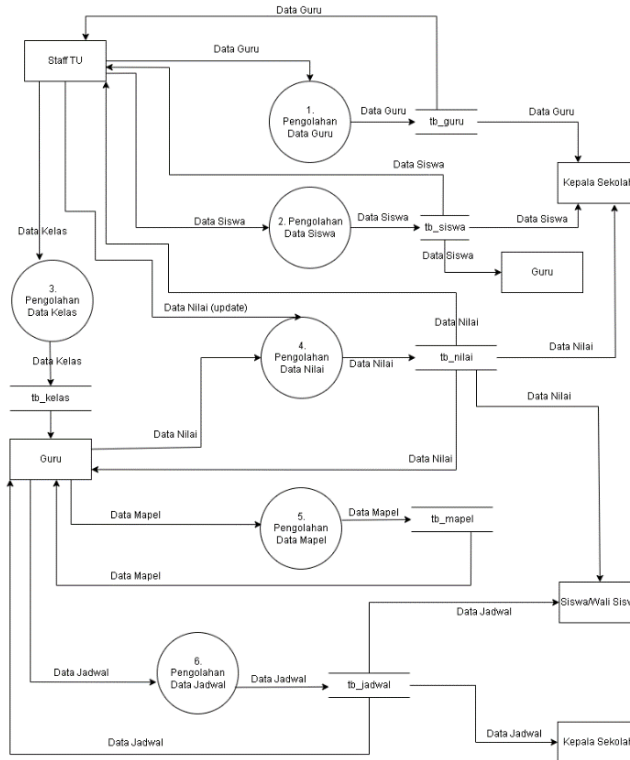 Data Guru
Data Guru
Staff TU
1.
Pengolahan
Data Guru
Data Guru
tb_guru
Data Guru
Data Siswa
Kepala Sekolah
Data Siswa
2. Pengolahan
Data Siswa
Data Siswa
tb_siswa
Data Siswa
Data Kelas
Data Siswa
Guru
3.
Pengolahan
Data Kelas
Data Nilai (update)
Data Nilai
4.
Pengolahan
Data Nilai
Data Nilai
tb_nilai
Data Nilai
Data Kelas
tb_kelas
Data Nilai
Data Nilai
Guru
Data Nilai
Data Mapel
5.
Pengolahan
Data Mapel
Data Mapel
tb_mapel
Data Mapel
Siswa/Wali Sisw
Data Jadwal
6.
Pengolahan
Data Jadwal
Data Jadwal
Data Jadwal
tb_jadwal
Data Jadwal
Data Jadwal
Kepala Sekolah